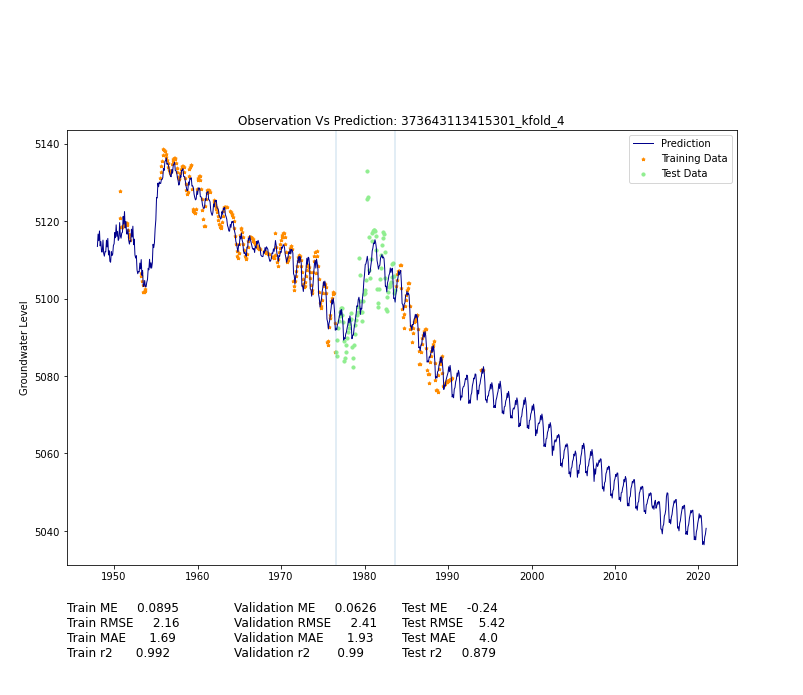 Observation Vs Prediction: 373643113415301_kfold_4
Prediction
Training Data
Test Data
Groundwater Level
5140
5120
5100
5080
5060
5040
1950 1960 1970 1980 1990 2000 2010 2020
Train ME 0.0895 Validation ME 0.0626 Test ME -0.24
Train RMSE 2.16 Validation RMSE 2.41 Test RMSE 5.42
Train MAE 1.69 Validation MAE 1.93 Test MAE 4.0
Train r2 0.992 Validation r2 0.99 Test r2 0.879